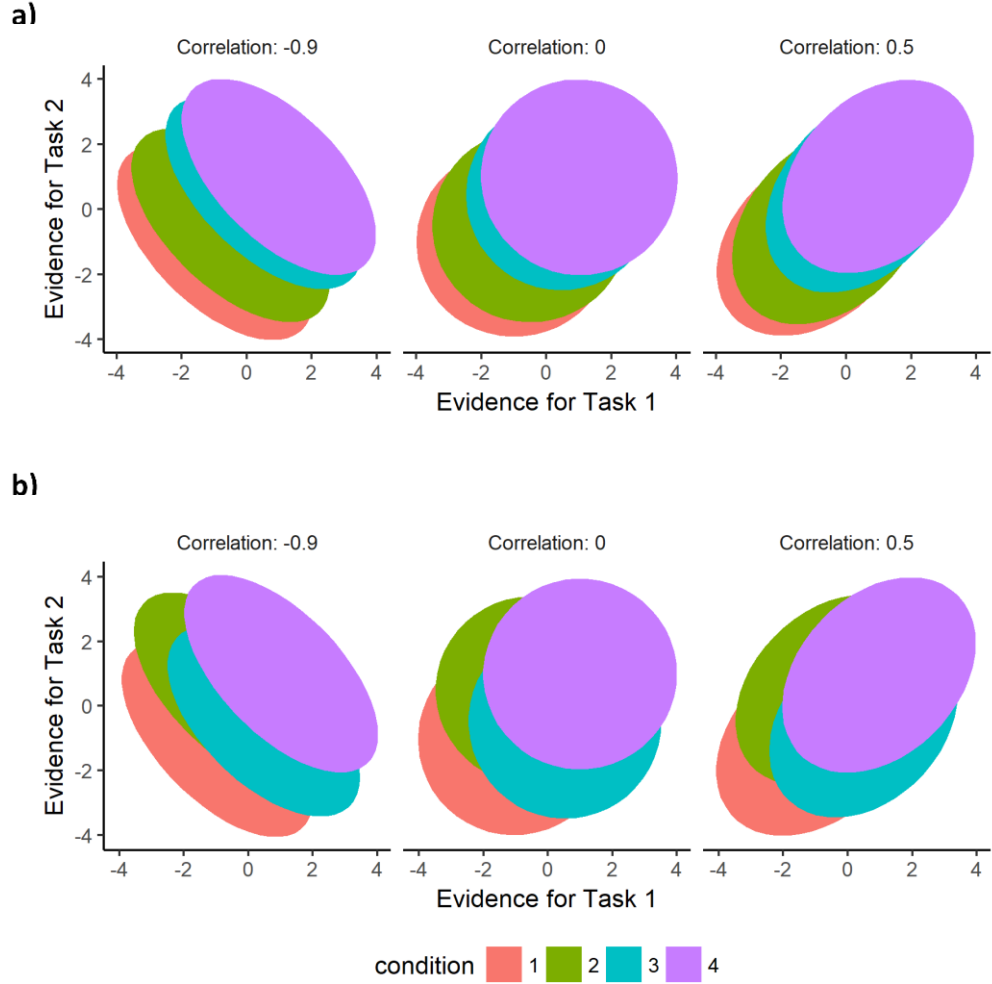 a)
Correlation: -0.9 Correlation: 0 Correlation: 0.5
4
2
0
-2
-4
Evidence for Task 2
-4 -2 0 2 4 -4 -2 0 2 4 -4 -2 0 2 4
Evidence for Task 1
b)
Correlation: -0.9 Correlation: 0 Correlation: 0.5
4
2
0
-2
-4
Evidence for Task 2
-4 -2 0 2 4 -4 -2 0 2 4 -4 -2 0 2 4
Evidence for Task 1
condition 1 2 3 4